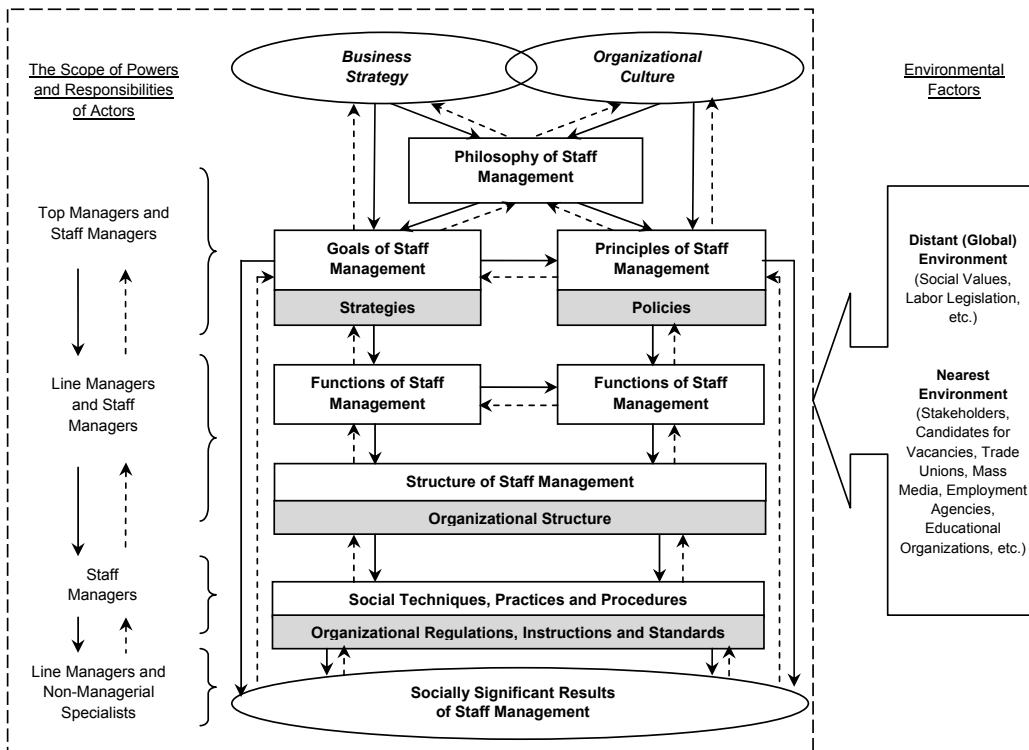 The Scope of Powers
and Responsibilities
of Actors
Top Managers and
Staff Managers
Line Managers
and Staff
Managers
Staff
Managers
Line Managers and
Non-Managerial
Specialists
Business
Strategy
Organizational
Culture
Philosophy of Staff
Management
Goals of Staff
Management
Strategies
Principles of Staff
Management
Policies
Functions of Staff
Management
Functions of Staff
Management
Structure of Staff Management
Organizational Structure
Social Techniques, Practices and Procedures
Organizational Regulations, Instructions and Standards
Socially Significant Results
of Staff Management
Environmental
Factors
Distant (Global)
Environment
(Social Values,
Labor Legislation,
etc.)
Nearest
Environment
(Stakeholders,
Candidates for
Vacancies, Trade
Unions, Mass
Media, Employment
Agencies,
Educational
Organizations, etc.)